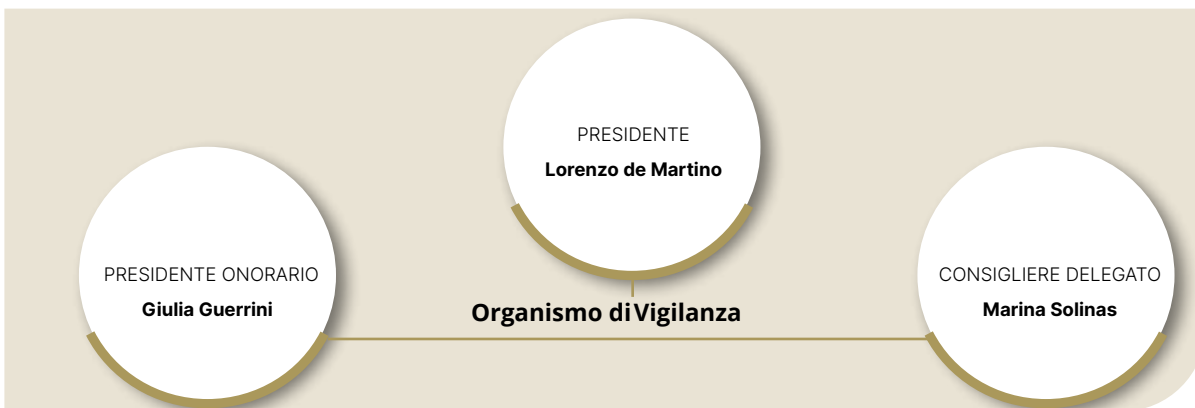 PRESIDENTE
Lorenzo de Martino
PRESIDENTE ONORARIO
Giulia Guerrini
CONSIGLIERE DELEGATO
Marina Solinas
Organismo di Vigilanza